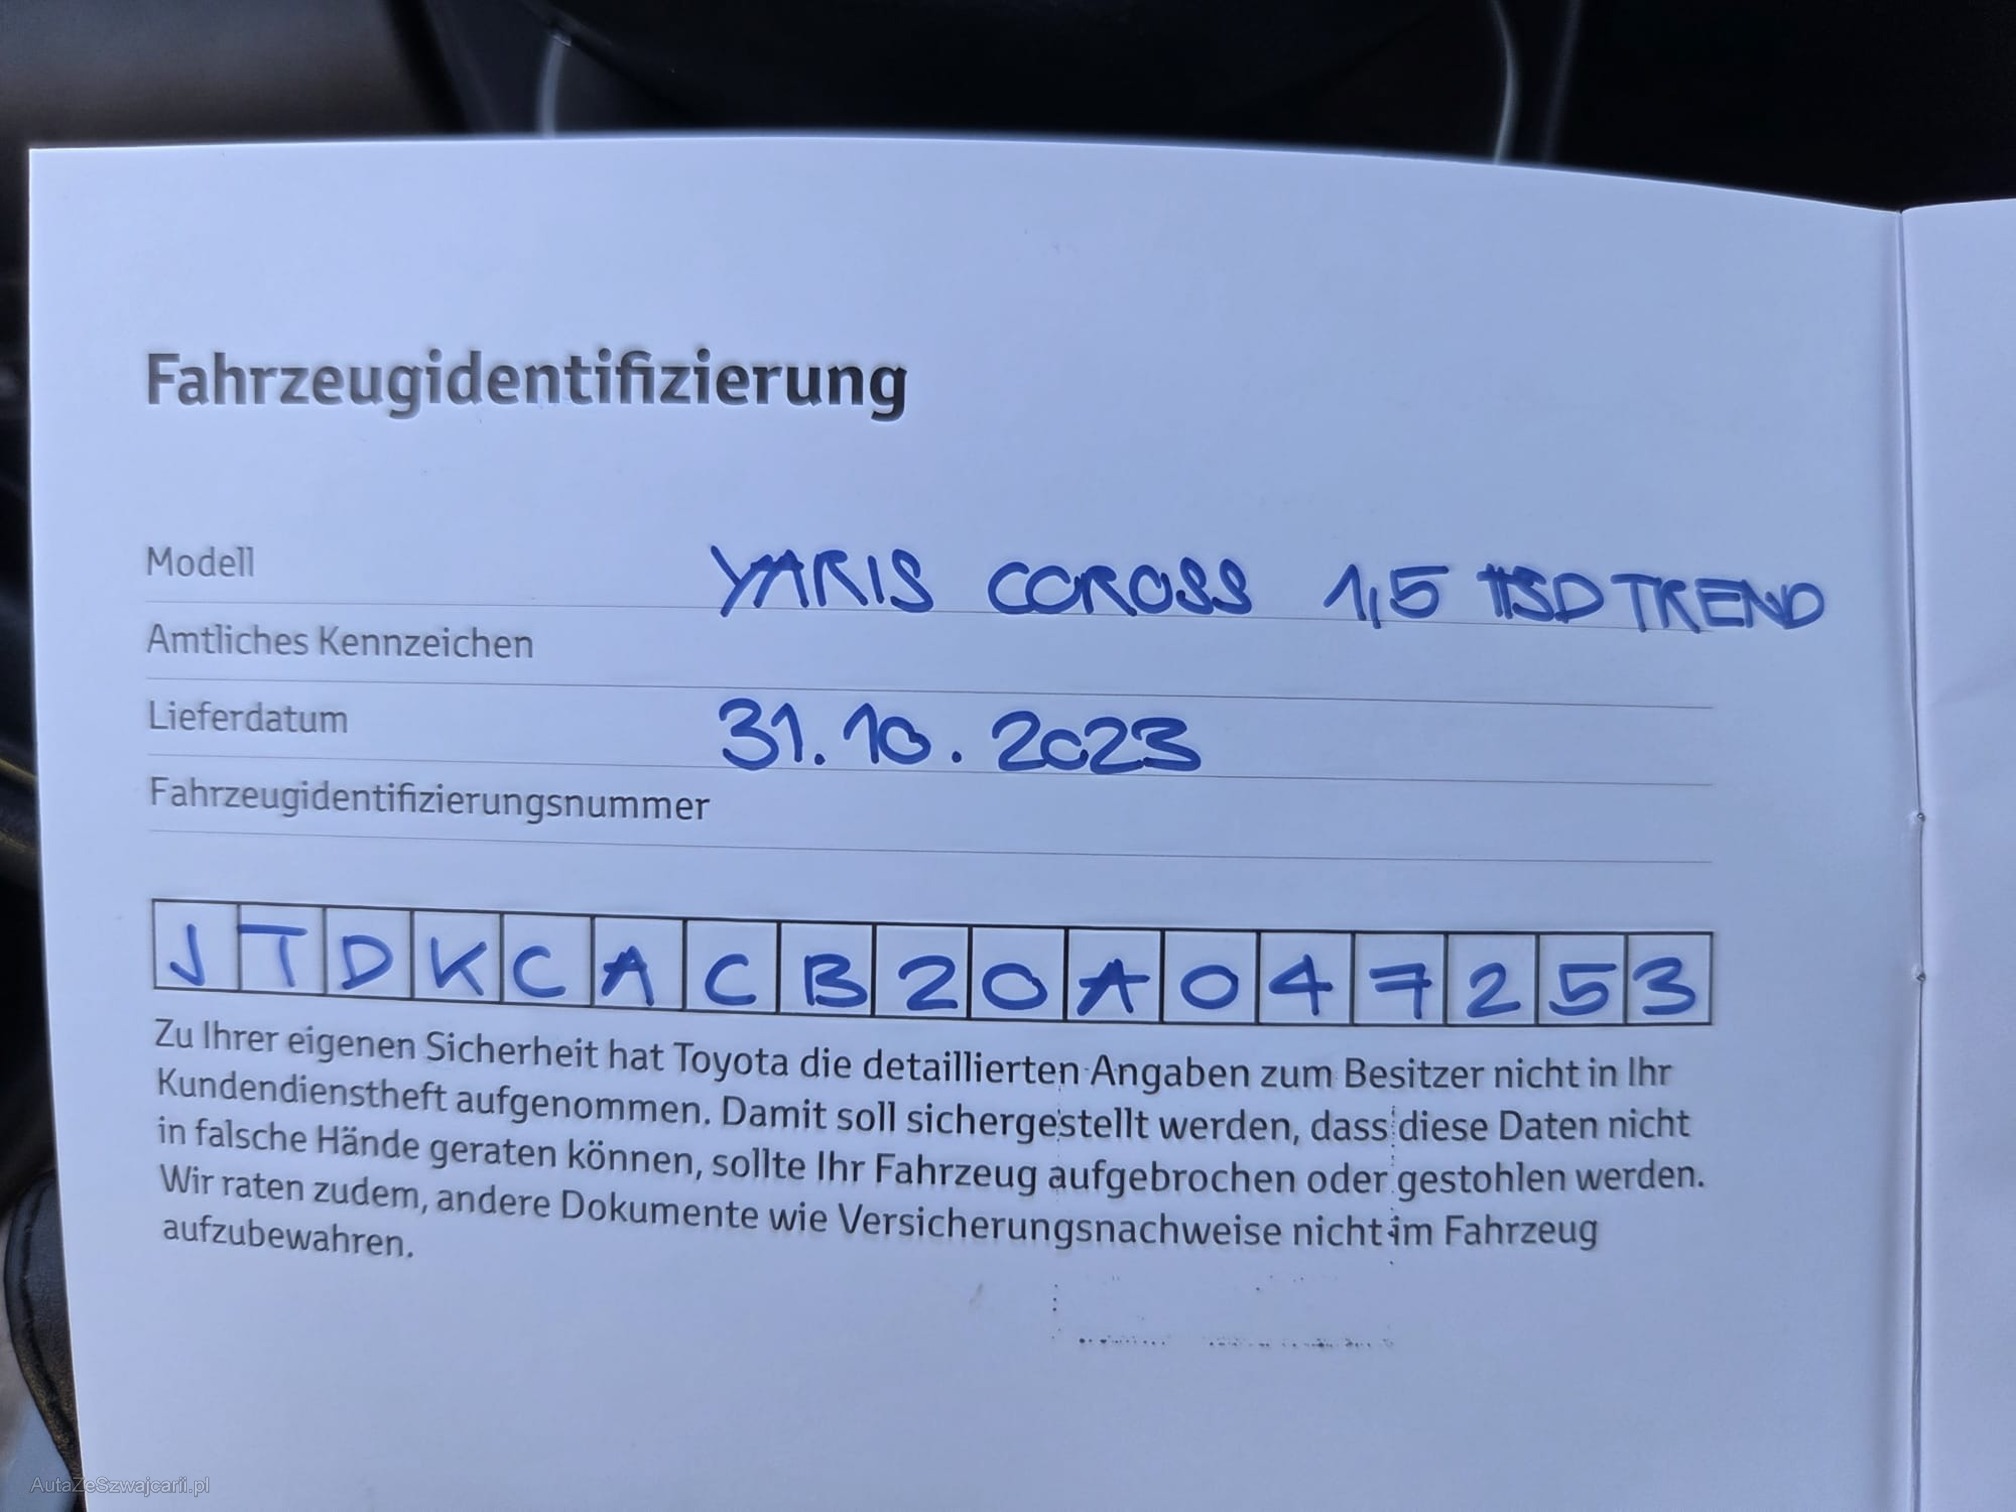 Fahrzeugidentifizierung
Modell YARIS COROSS 1,5 HSD TREND
Amtliches Kennzeichen
Lieferdatum 31.10.2023
Fahrzeugidentifizierungsnummer
JTDKCACB20A047253
Zu Ihrer eigenen Sicherheit hat Toyota die detaillierten Angaben zum Besitzer nicht in Ihr
Kundendienstheft aufgenommen. Damit soll sichergestellt werden, dass diese Daten nicht
in falsche Hände geraten können, sollte Ihr Fahrzeug aufgebrochen oder gestohlen werden.
Wir raten zudem, andere Dokumente wie Versicherungsnachweise nicht im Fahrzeug
aufzubewahren.
AutaZeSzwajcarii.pl